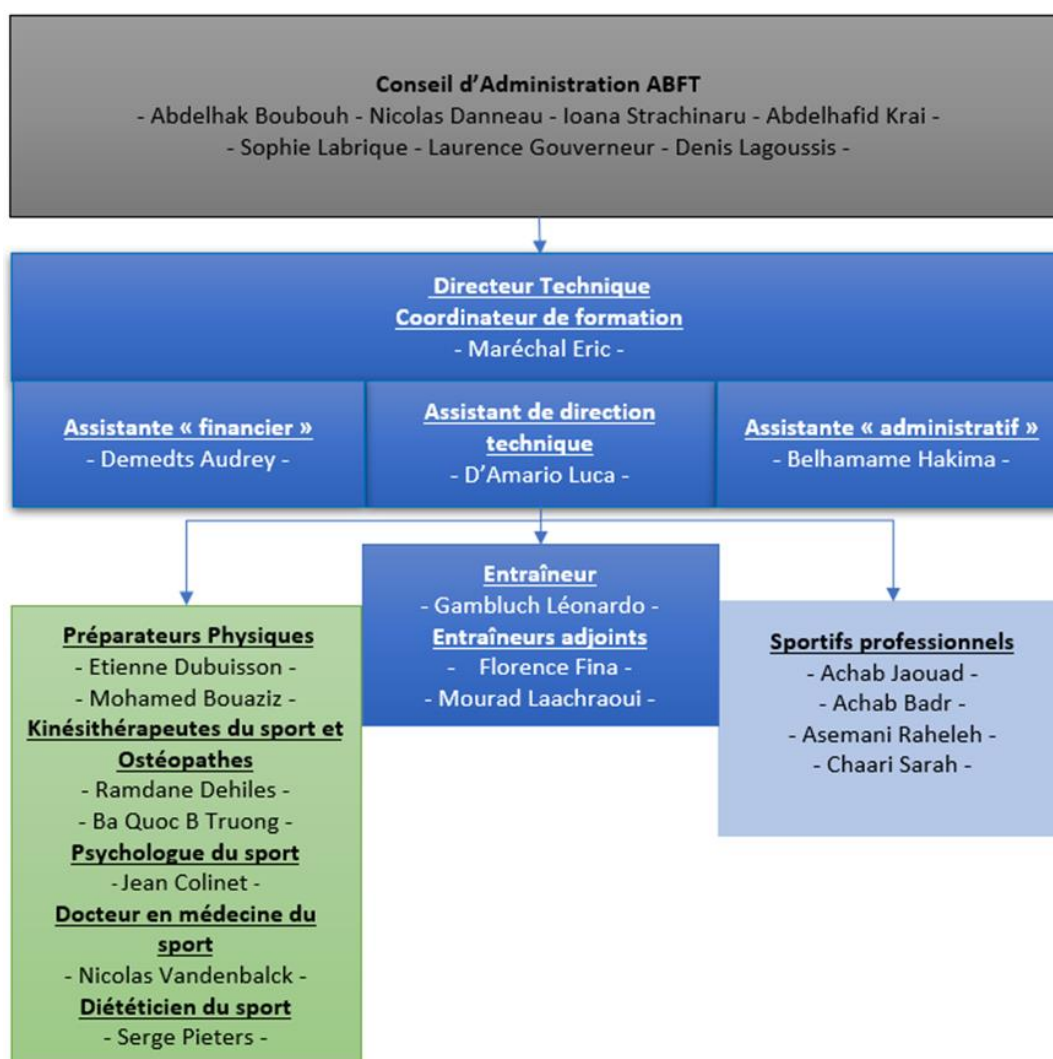 Conseil d'Administration ABFT
- Abdelhak Boubouh - Nicolas Danneau - Ioana Strachinaru - Abdelhafid Krai -
- Sophie Labrique - Laurence Gouverneur - Denis Lagoussis -
Directeur Technique
Coordinateur de formation
- Maréchal Eric -
Assistante « financier »
- Demedts Audrey -
Assistant de direction
technique
- D'Amario Luca -
Assistante « administratif »
- Belhamame Hakima -
Préparateurs Physiques
- Etienne Dubuisson -
- Mohamed Bouaziz -
Kinésithérapeutes du sport et
Ostéopathes
- Ramdane Dehiles -
- Ba Quoc B Truong -
Psychologue du sport
- Jean Colinet -
Docteur en médecine du
sport
- Nicolas Vandenbalck -
Diététicien du sport
- Serge Pieters -
Entraîneur
- Gambluch Léonardo -
Entraîneurs adjoints
- Florence Fina -
- Mourad Laachraoui -
Sportifs professionnels
- Achab Jaouad -
- Achab Badr -
- Asemani Raheleh -
- Chaari Sarah -